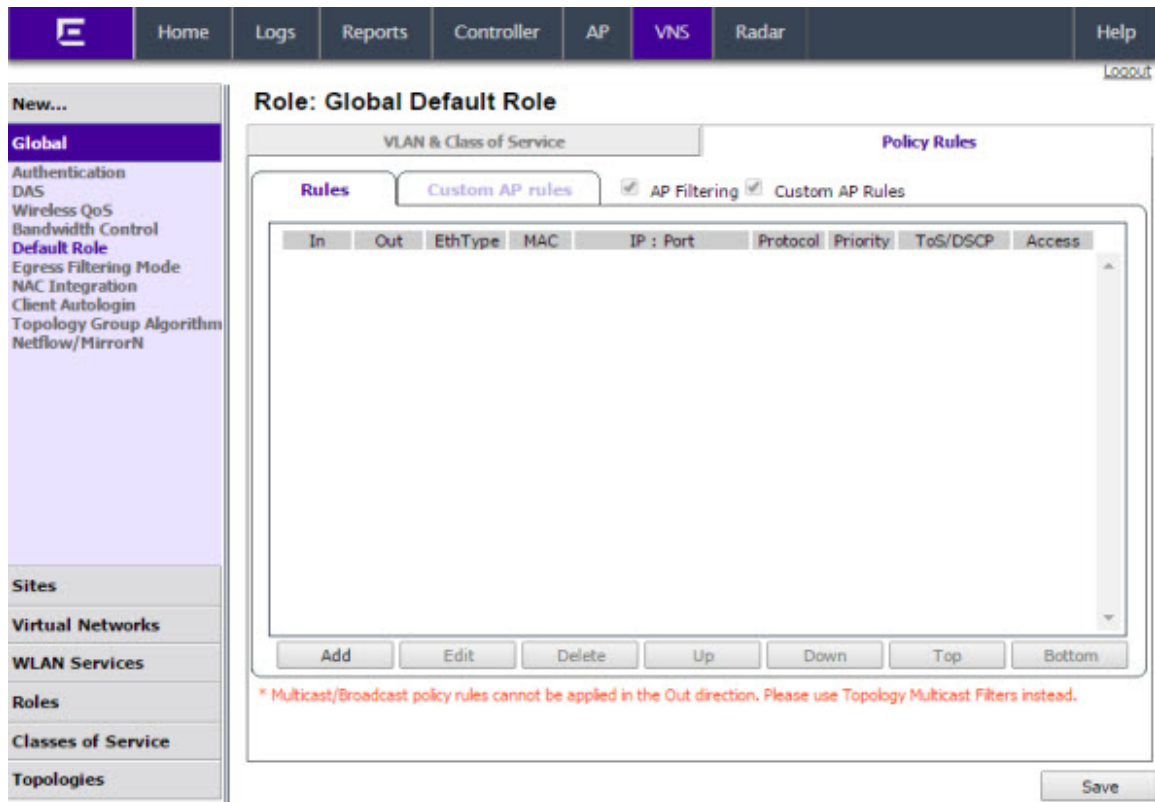 Home Logs Reports Controller AP VNS Radar Help
Logout
New...
Global
Authentication
DAS
Wireless QoS
Bandwidth Control
Default Role
Egress Filtering Mode
NAC Integration
Client Autologin
Topology Group Algorithm
Netflow/MirrorN
Sites
Virtual Networks
WLAN Services
Roles
Classes of Service
Topologies
Role: Global Default Role
VLAN & Class of Service Policy Rules
Rules Custom AP rules AP Filtering Custom AP Rules
In Out EthType MAC IP : Port Protocol Priority ToS/DSCP Access
Add Edit Delete Up Down Top Bottom
* Multicast/Broadcast policy rules cannot be applied in the Out direction. Please use Topology Multicast Filters instead.
Save